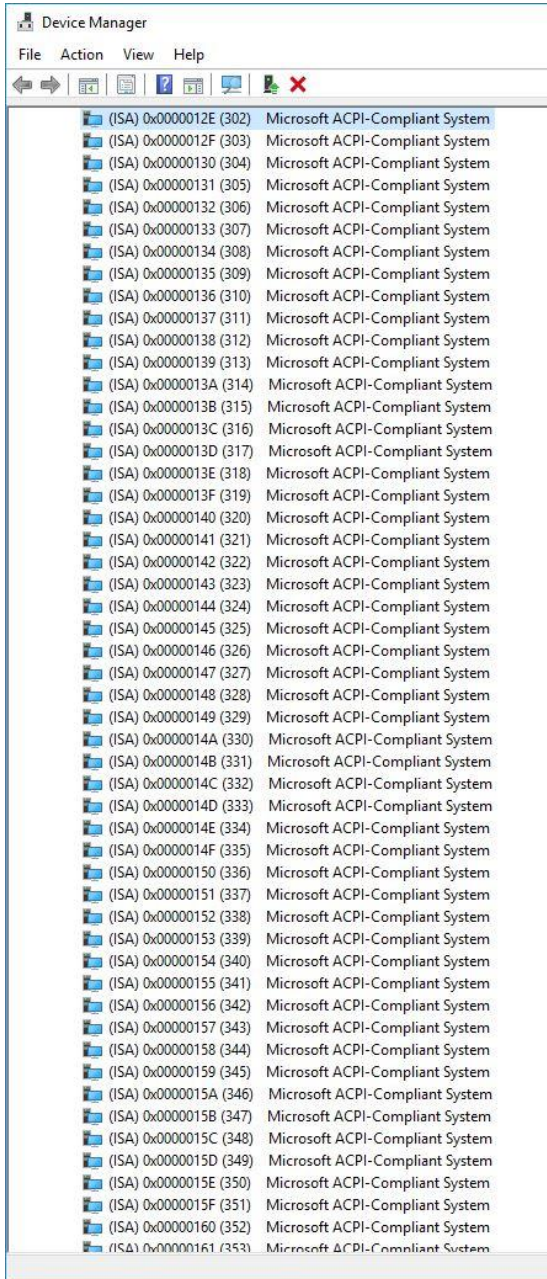 Device Manager
File Action View Help
(ISA) 0x0000012E (302) Microsoft ACPI-Compliant System
(ISA) 0x0000012F (303) Microsoft ACPI-Compliant System
(ISA) 0x00000130 (304) Microsoft ACPI-Compliant System
(ISA) 0x00000131 (305) Microsoft ACPI-Compliant System
(ISA) 0x00000132 (306) Microsoft ACPI-Compliant System
(ISA) 0x00000133 (307) Microsoft ACPI-Compliant System
(ISA) 0x00000134 (308) Microsoft ACPI-Compliant System
(ISA) 0x00000135 (309) Microsoft ACPI-Compliant System
(ISA) 0x00000136 (310) Microsoft ACPI-Compliant System
(ISA) 0x00000137 (311) Microsoft ACPI-Compliant System
(ISA) 0x00000138 (312) Microsoft ACPI-Compliant System
(ISA) 0x00000139 (313) Microsoft ACPI-Compliant System
(ISA) 0x0000013A (314) Microsoft ACPI-Compliant System
(ISA) 0x0000013B (315) Microsoft ACPI-Compliant System
(ISA) 0x0000013C (316) Microsoft ACPI-Compliant System
(ISA) 0x0000013D (317) Microsoft ACPI-Compliant System
(ISA) 0x0000013E (318) Microsoft ACPI-Compliant System
(ISA) 0x0000013F (319) Microsoft ACPI-Compliant System
(ISA) 0x00000140 (320) Microsoft ACPI-Compliant System
(ISA) 0x00000141 (321) Microsoft ACPI-Compliant System
(ISA) 0x00000142 (322) Microsoft ACPI-Compliant System
(ISA) 0x00000143 (323) Microsoft ACPI-Compliant System
(ISA) 0x00000144 (324) Microsoft ACPI-Compliant System
(ISA) 0x00000145 (325) Microsoft ACPI-Compliant System
(ISA) 0x00000146 (326) Microsoft ACPI-Compliant System
(ISA) 0x00000147 (327) Microsoft ACPI-Compliant System
(ISA) 0x00000148 (328) Microsoft ACPI-Compliant System
(ISA) 0x00000149 (329) Microsoft ACPI-Compliant System
(ISA) 0x0000014A (330) Microsoft ACPI-Compliant System
(ISA) 0x0000014B (331) Microsoft ACPI-Compliant System
(ISA) 0x0000014C (332) Microsoft ACPI-Compliant System
(ISA) 0x0000014D (333) Microsoft ACPI-Compliant System
(ISA) 0x0000014E (334) Microsoft ACPI-Compliant System
(ISA) 0x0000014F (335) Microsoft ACPI-Compliant System
(ISA) 0x00000150 (336) Microsoft ACPI-Compliant System
(ISA) 0x00000151 (337) Microsoft ACPI-Compliant System
(ISA) 0x00000152 (338) Microsoft ACPI-Compliant System
(ISA) 0x00000153 (339) Microsoft ACPI-Compliant System
(ISA) 0x00000154 (340) Microsoft ACPI-Compliant System
(ISA) 0x00000155 (341) Microsoft ACPI-Compliant System
(ISA) 0x00000156 (342) Microsoft ACPI-Compliant System
(ISA) 0x00000157 (343) Microsoft ACPI-Compliant System
(ISA) 0x00000158 (344) Microsoft ACPI-Compliant System
(ISA) 0x00000159 (345) Microsoft ACPI-Compliant System
(ISA) 0x0000015A (346) Microsoft ACPI-Compliant System
(ISA) 0x0000015B (347) Microsoft ACPI-Compliant System
(ISA) 0x0000015C (348) Microsoft ACPI-Compliant System
(ISA) 0x0000015D (349) Microsoft ACPI-Compliant System
(ISA) 0x0000015E (350) Microsoft ACPI-Compliant System
(ISA) 0x0000015F (351) Microsoft ACPI-Compliant System
(ISA) 0x00000160 (352) Microsoft ACPI-Compliant System
(ISA) 0x00000161 (353) Microsoft ACPI-Compliant System